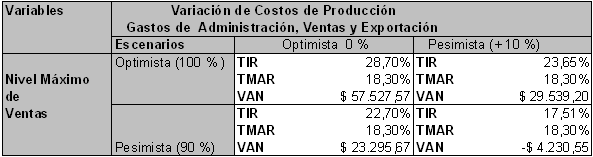 Variables Variación de Costos de Producción
Gastos de Administración, Ventas y Exportación
Escenarios Optimista 0 % Pesimista (+10 %)
Nivel Máximo de Ventas
Optimista (100 %) TIR 28,70% TIR 23,65%
TMAR 18,30% TMAR 18,30%
VAN $ 57.527,57 VAN $ 29.539,20
TIR 22,70% TIR 17,51%
TMAR 18,30% TMAR 18,30%
Pesimista (90 %) VAN $ 23.295,67 VAN -$ 4.230,55